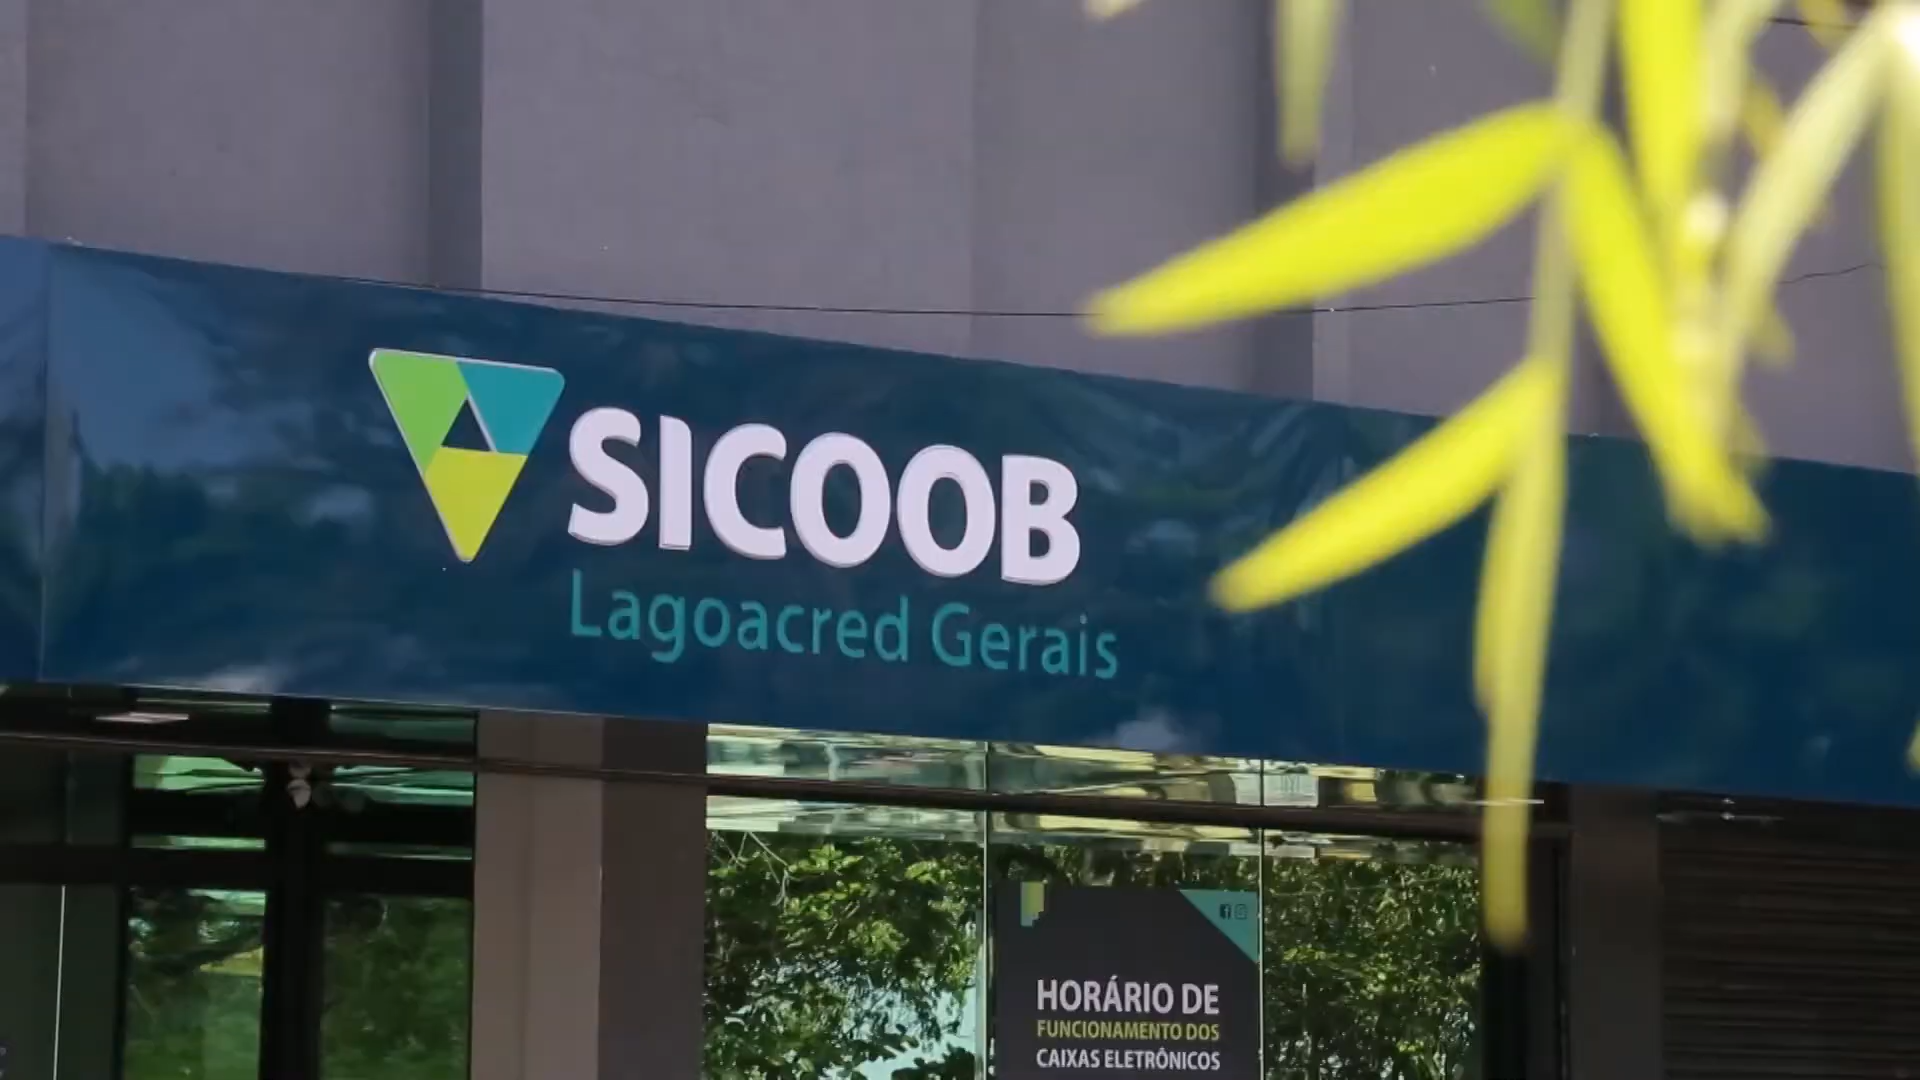 SICOOB
Lagoacred Gerais
HORÁRIO DE
FUNCIONAMENTO DOS
CAIXAS ELETRÔNICOS